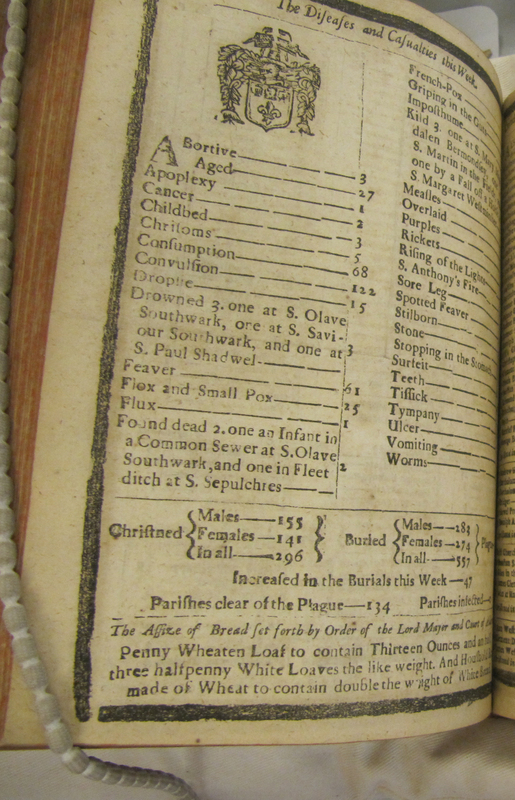 The Diſeaſes and Caſualties this Week.
ABortive——3
Aged——27
Apoplexy——1
Cancer——2
Childbed——3
Chriſoms——5
Conſumption——68
Convulſion——122
Dropſie——15
Drowned 3. one at S. Olave
Southwark, one at S. Savi-
our Southwark, and one at 3
S. Paul Shadwel——
Feaver——61
Flox and Small Pox——25
Flux——1
Found dead 2. one an Infant in
a Common Sewer at S. Olave
Southwark, and one in Fleet 2
ditch at S. Sepulchres——
French-Pox
Griping in the Guts
Impoſthume
Kild 3. one at S. Mary
dalen Bermondſey
S. Martin in the
one by a Fall off a
S. Margaret
Meaſles
Overlaid
Purples
Rickets
Riſing of the Lights
S. Anthony's Fire
Sore Leg
Spotted Feaver
Stilborn
Stone
Stopping in the Stomach
Surfeit
Teeth
Tiſſick
Tympany
Ulcer
Vomiting
Worms
Chriſtned { Males——155 Females——141 In all——296 }
Buried { Males——283 Females——274 In all——557 }
Increaſed in the Burials this Week——47
Pariſhes clear of the Plague——134 Pariſhes infected
The Aſſize of Bread ſet forth by Order of the Lord Mayor and Court of
Penny Wheaten Loaf to contain Thirteen Ounces and an
three halfpenny White Loaves the like weight. And
made of Wheat to contain double the weight of White